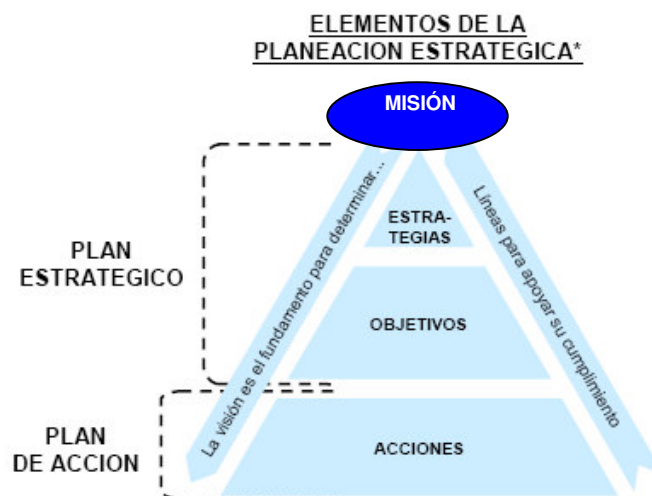 ELEMENTOS DE LA
PLANEACION ESTRATEGICA*
MISIÓN
La visión es el fundamento para determinar...
Líneas para apoyar su cumplimiento
ESTRA-
TEGIAS
PLAN
ESTRATEGICO
OBJETIVOS
PLAN
DE ACCION
ACCIONES